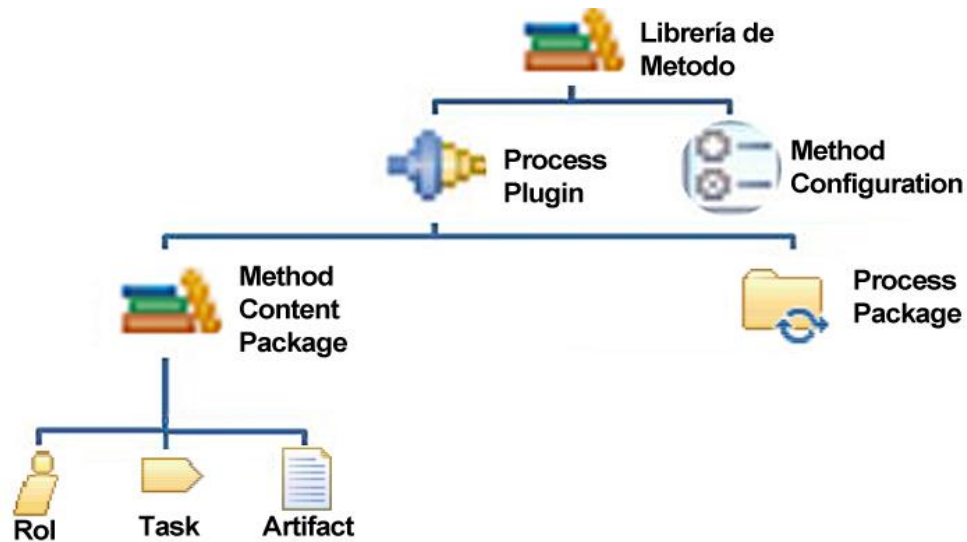 Librería de
Metodo
Process
Plugin
Method
Configuration
Method
Content
Package
Process
Package
Rol
Task
Artifact